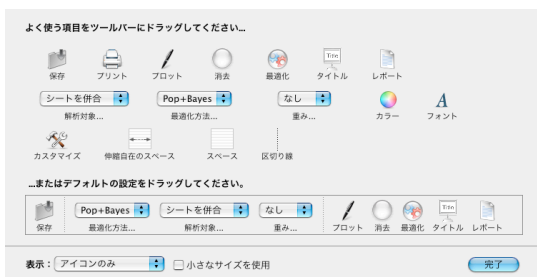 よく使う項目をツールバーにドラッグしてください...
保存 プリント プロット 消去 最適化 タイトル レポート
Title
シートを併合 Pop+Bayes なし
解析対象... 最適化方法... 重み... カラー フォント
A
カスタマイズ 伸縮自在のスペース スペース 区切り線
...またはデフォルトの設定をドラッグしてください。
Pop+Bayes シートを併合 なし Title
保存 最適化方法... 解析対象... 重み... プロット 消去 最適化 タイトル レポート
表示： アイコンのみ 小さなサイズを使用 完了